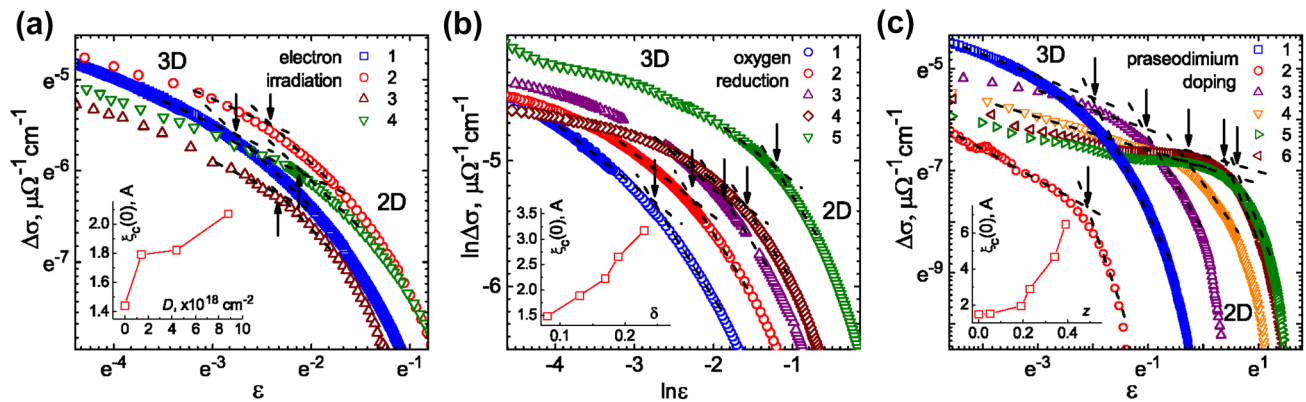 (a)
3D
electron
irradiation
1
2
3
4
2D
Δσ, μΩ⁻¹cm⁻¹
e⁻⁵
e⁻⁶
e⁻⁷
e⁻⁴
e⁻³
e⁻²
e⁻¹
ε
ξc(0), A
2.0
1.8
1.6
1.4
0
2
4
6
8
D, x10¹⁸ cm⁻²
(b)
3D
oxygen
reduction
1
2
3
4
5
2D
lnΔσ, μΩ⁻¹cm⁻¹
-5
-4
-3
-2
-1
lnε
ξc(0), A
3.5
3.0
2.5
2.0
1.5
0.1
0.2
δ
(c)
3D
praseodimium
doping
1
2
3
4
5
6
2D
Δσ, μΩ⁻¹cm⁻¹
e⁻⁵
e⁻⁷
e⁻⁹
e⁻³
e⁻¹
e¹
ε
ξc(0), A
6
4
2
0.0
0.2
0.4
z